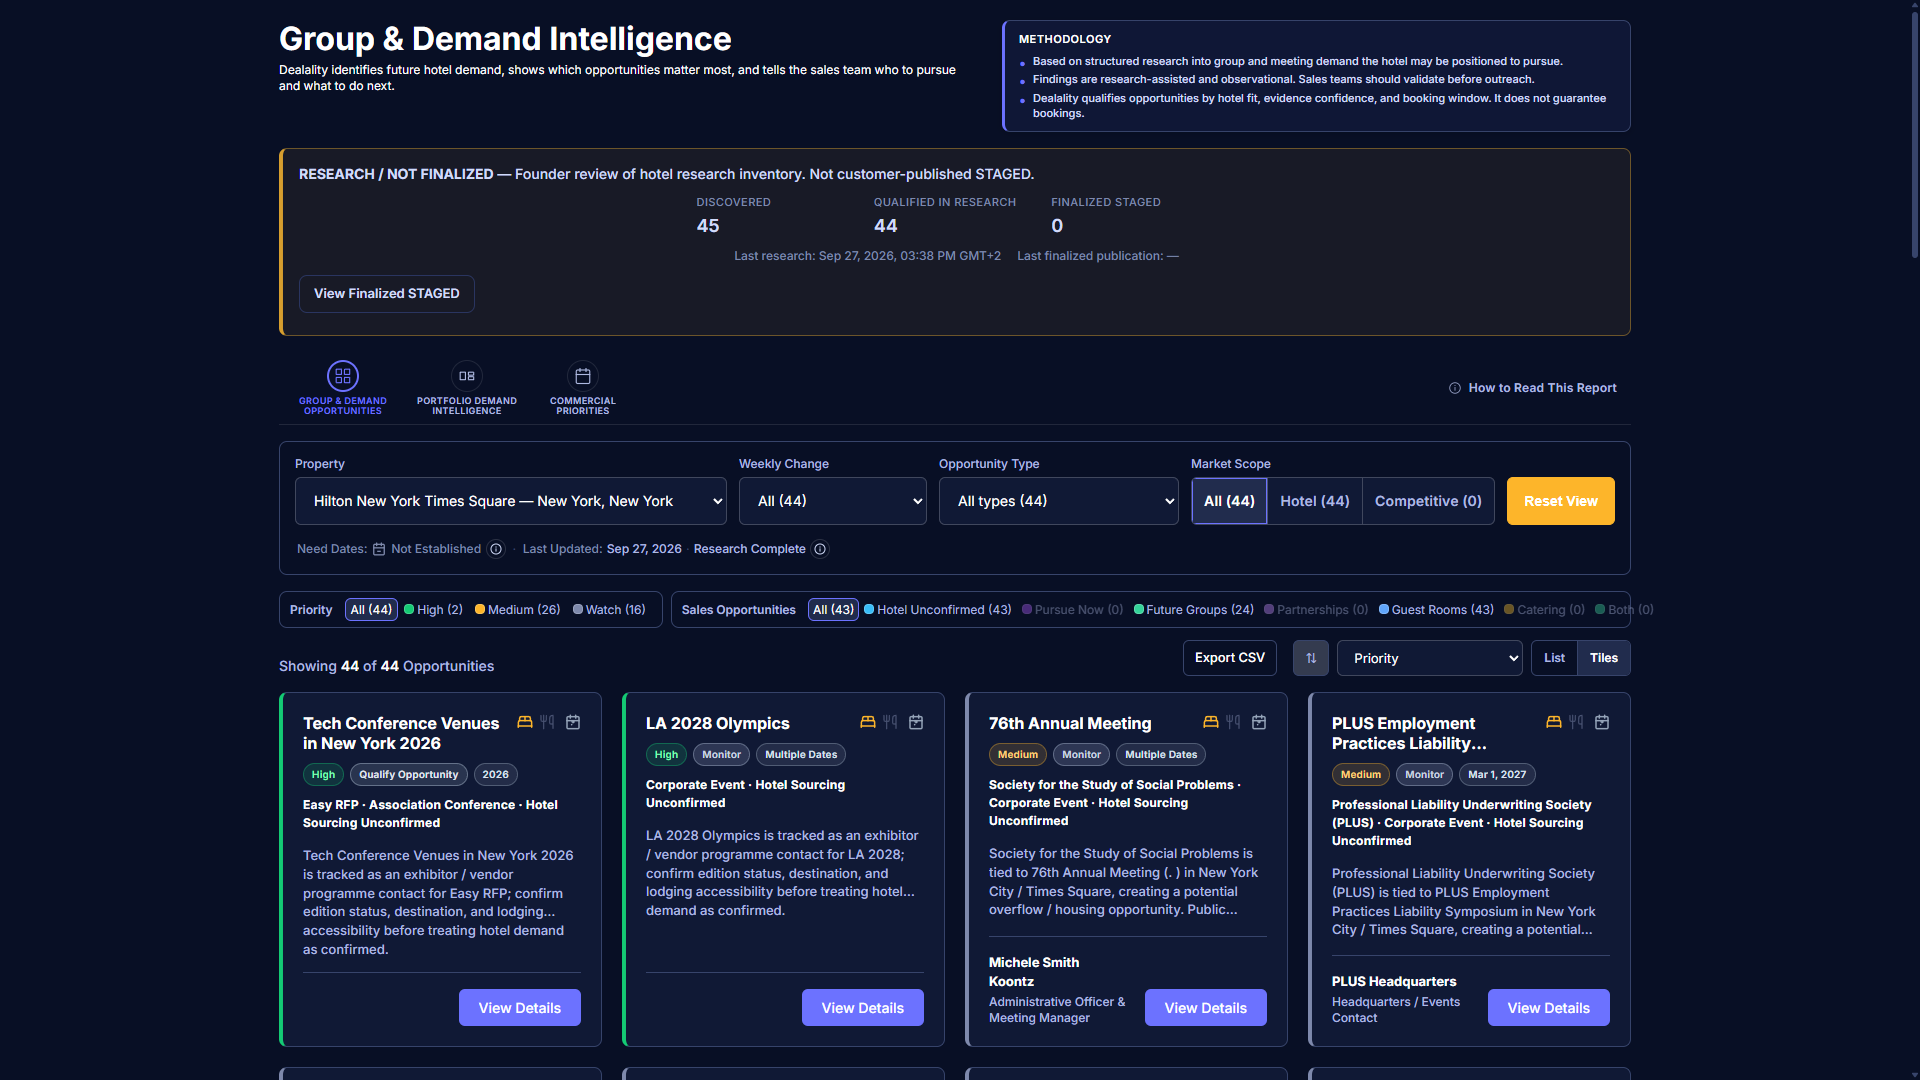 Group & Demand Intelligence
Dealality identifies future hotel demand, shows which opportunities matter most, and tells the sales team who to pursue
and what to do next.
METHODOLOGY
Based on structured research into group and meeting demand the hotel may be positioned to pursue.
Findings are research-assisted and observational. Sales teams should validate before outreach.
Dealality qualifies opportunities by hotel fit, evidence confidence, and booking window. It does not guarantee
bookings.
RESEARCH / NOT FINALIZED — Founder review of hotel research inventory. Not customer-published STAGED.
DISCOVERED
45
QUALIFIED IN RESEARCH
44
FINALIZED STAGED
0
Last research: Sep 27, 2026, 03:38 PM GMT+2
Last finalized publication: —
View Finalized STAGED
GROUP & DEMAND
OPPORTUNITIES
PORTFOLIO DEMAND
INTELLIGENCE
COMMERCIAL
PRIORITIES
How to Read This Report
Property
Hilton New York Times Square — New York, New York
Weekly Change
All (44)
Opportunity Type
All types (44)
Market Scope
All (44)
Hotel (44)
Competitive (0)
Reset View
Need Dates: Not Established · Last Updated: Sep 27, 2026 · Research Complete
Priority
All (44)
High (2)
Medium (26)
Watch (16)
Sales Opportunities
All (43)
Hotel Unconfirmed (43)
Pursue Now (0)
Future Groups (24)
Partnerships (0)
Guest Rooms (43)
Catering (0)
Both (0)
Showing 44 of 44 Opportunities
Export CSV
Priority
List
Tiles
Tech Conference Venues
in New York 2026
High
Qualify Opportunity
2026
Easy RFP · Association Conference · Hotel
Sourcing Unconfirmed
Tech Conference Venues in New York 2026
is tracked as an exhibitor / vendor
programme contact for Easy RFP; confirm
edition status, destination, and lodging...
accessibility before treating hotel demand
as confirmed.
View Details
LA 2028 Olympics
High
Monitor
Multiple Dates
Corporate Event · Hotel Sourcing
Unconfirmed
LA 2028 Olympics is tracked as an exhibitor
/ vendor programme contact for LA 2028;
confirm edition status, destination, and
lodging accessibility before treating hotel...
demand as confirmed.
View Details
76th Annual Meeting
Medium
Monitor
Multiple Dates
Society for the Study of Social Problems ·
Corporate Event · Hotel Sourcing
Unconfirmed
Society for the Study of Social Problems is
tied to 76th Annual Meeting (. ) in New York
City / Times Square, creating a potential
overflow / housing opportunity. Public...
Michele Smith
Koontz
Administrative Officer &
Meeting Manager
View Details
PLUS Employment
Practices Liability...
Medium
Monitor
Mar 1, 2027
Professional Liability Underwriting Society
(PLUS) · Corporate Event · Hotel Sourcing
Unconfirmed
Professional Liability Underwriting Society
(PLUS) is tied to PLUS Employment
Practices Liability Symposium in New York
City / Times Square, creating a potential...
PLUS Headquarters
Headquarters / Events
Contact
View Details